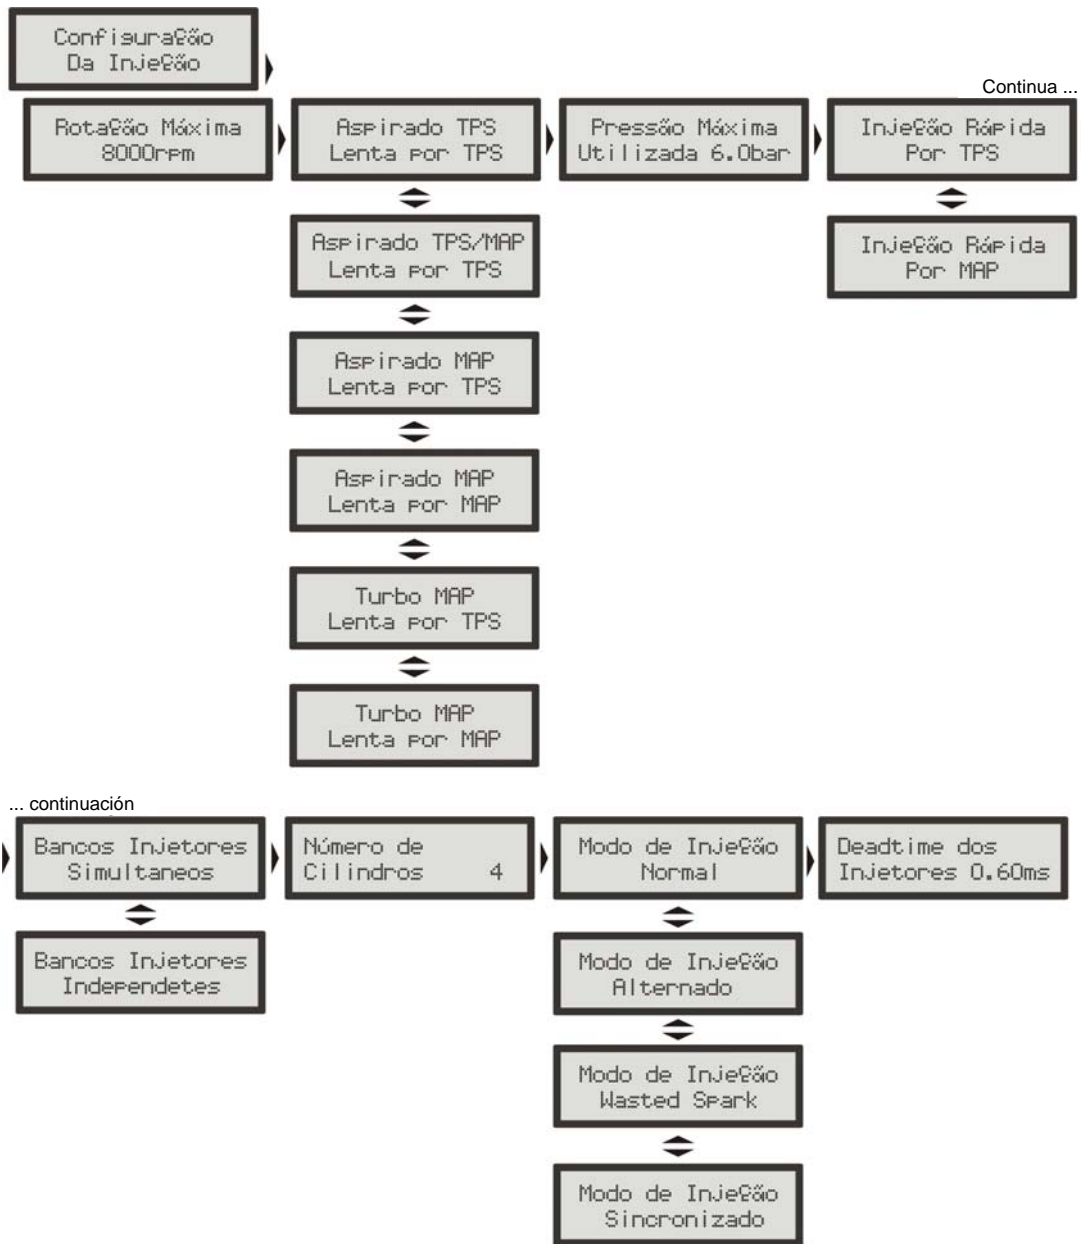 Configuração
Da Injeção
Continua ...
Rotação Máxima
8000rpm
Aspirado TPS
Lenta por TPS
Pressão Máxima
Utilizada 6.0bar
Injeção Rápida
Por TPS
Aspirado TPS/MAP
Lenta por TPS
Injeção Rápida
Por MAP
Aspirado MAP
Lenta por TPS
Aspirado MAP
Lenta por MAP
Turbo MAP
Lenta por TPS
Turbo MAP
Lenta por MAP
... continuación
Bancos Injetores
Simultaneos
Número de
Cilindros 4
Modo de Injeção
Normal
Deadtime dos
Injetores 0.60ms
Bancos Injetores
Independetes
Modo de Injeção
Alternado
Modo de Injeção
Wasted Spark
Modo de Injeção
Sincronizado